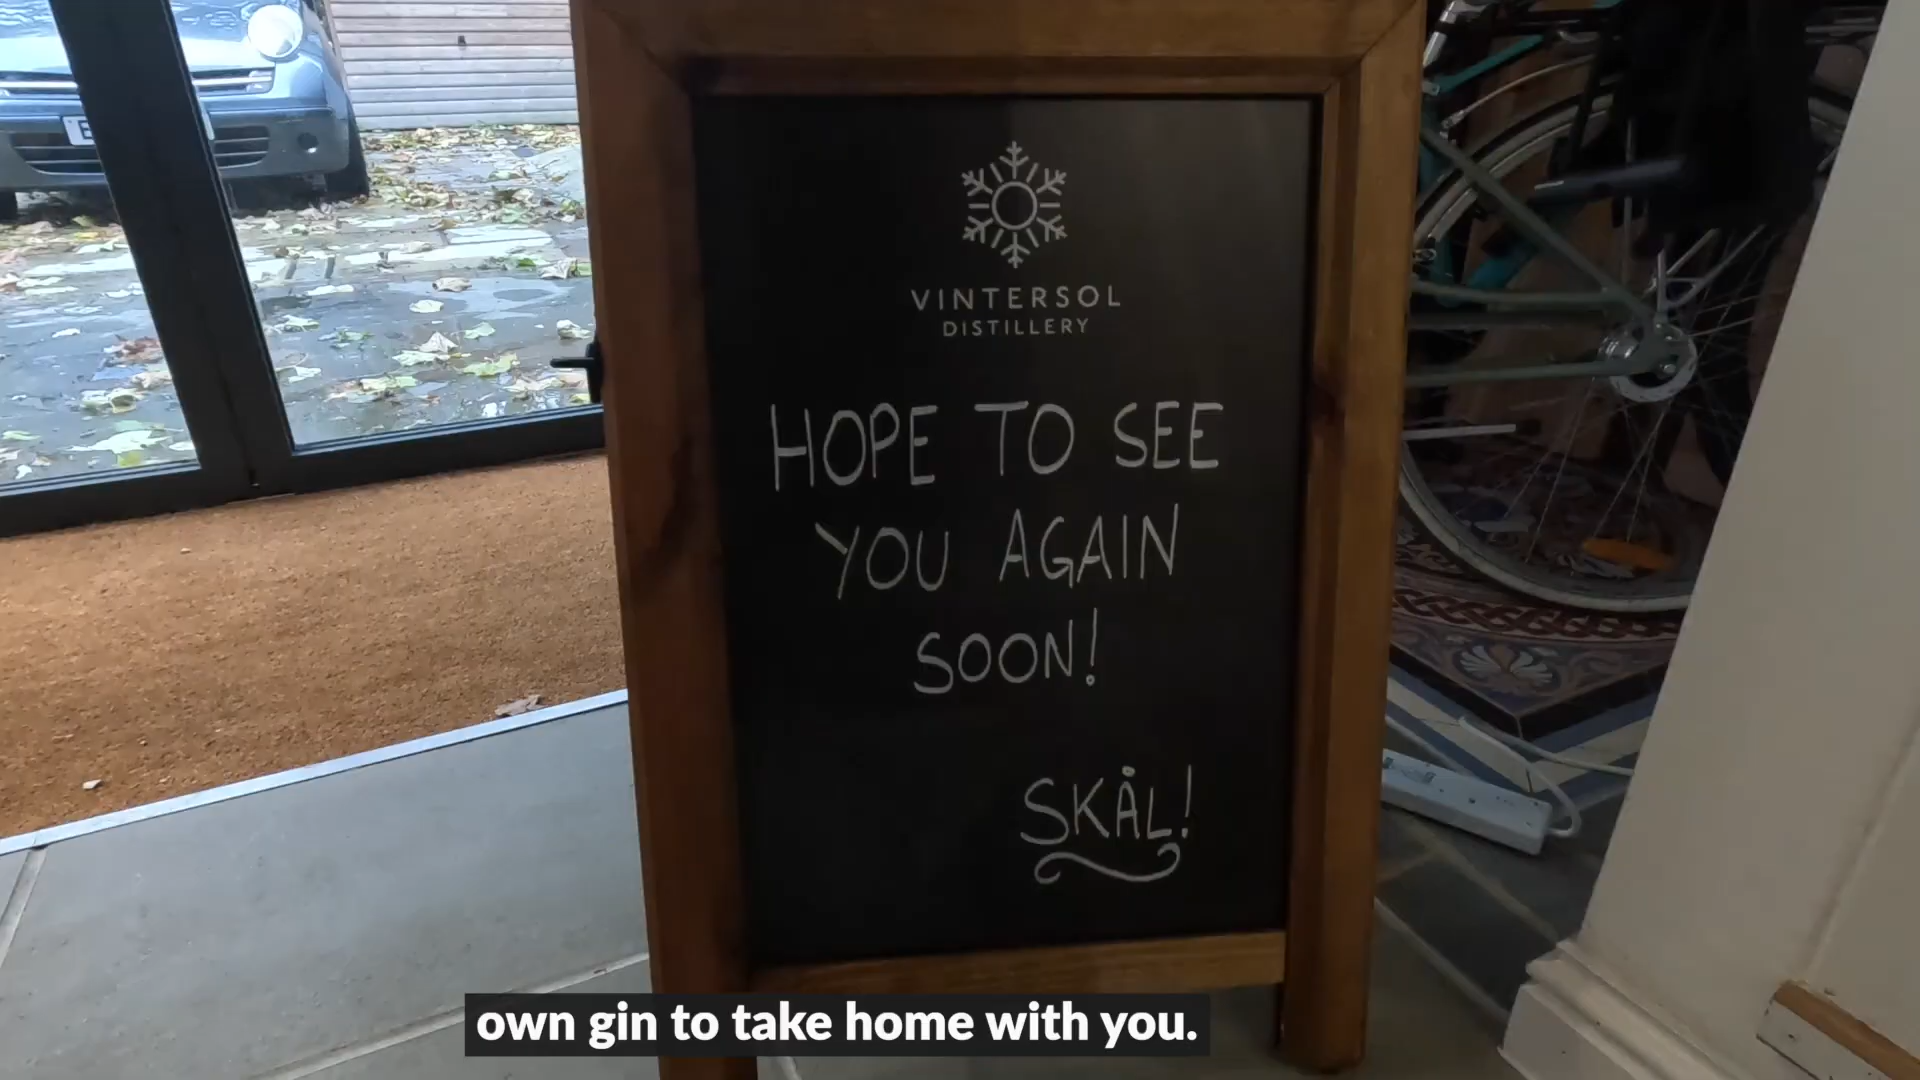 VINTERSOL
DISTILLERY
HOPE TO SEE
YOU AGAIN
SOON!
SKÅL!
own gin to take home with you.